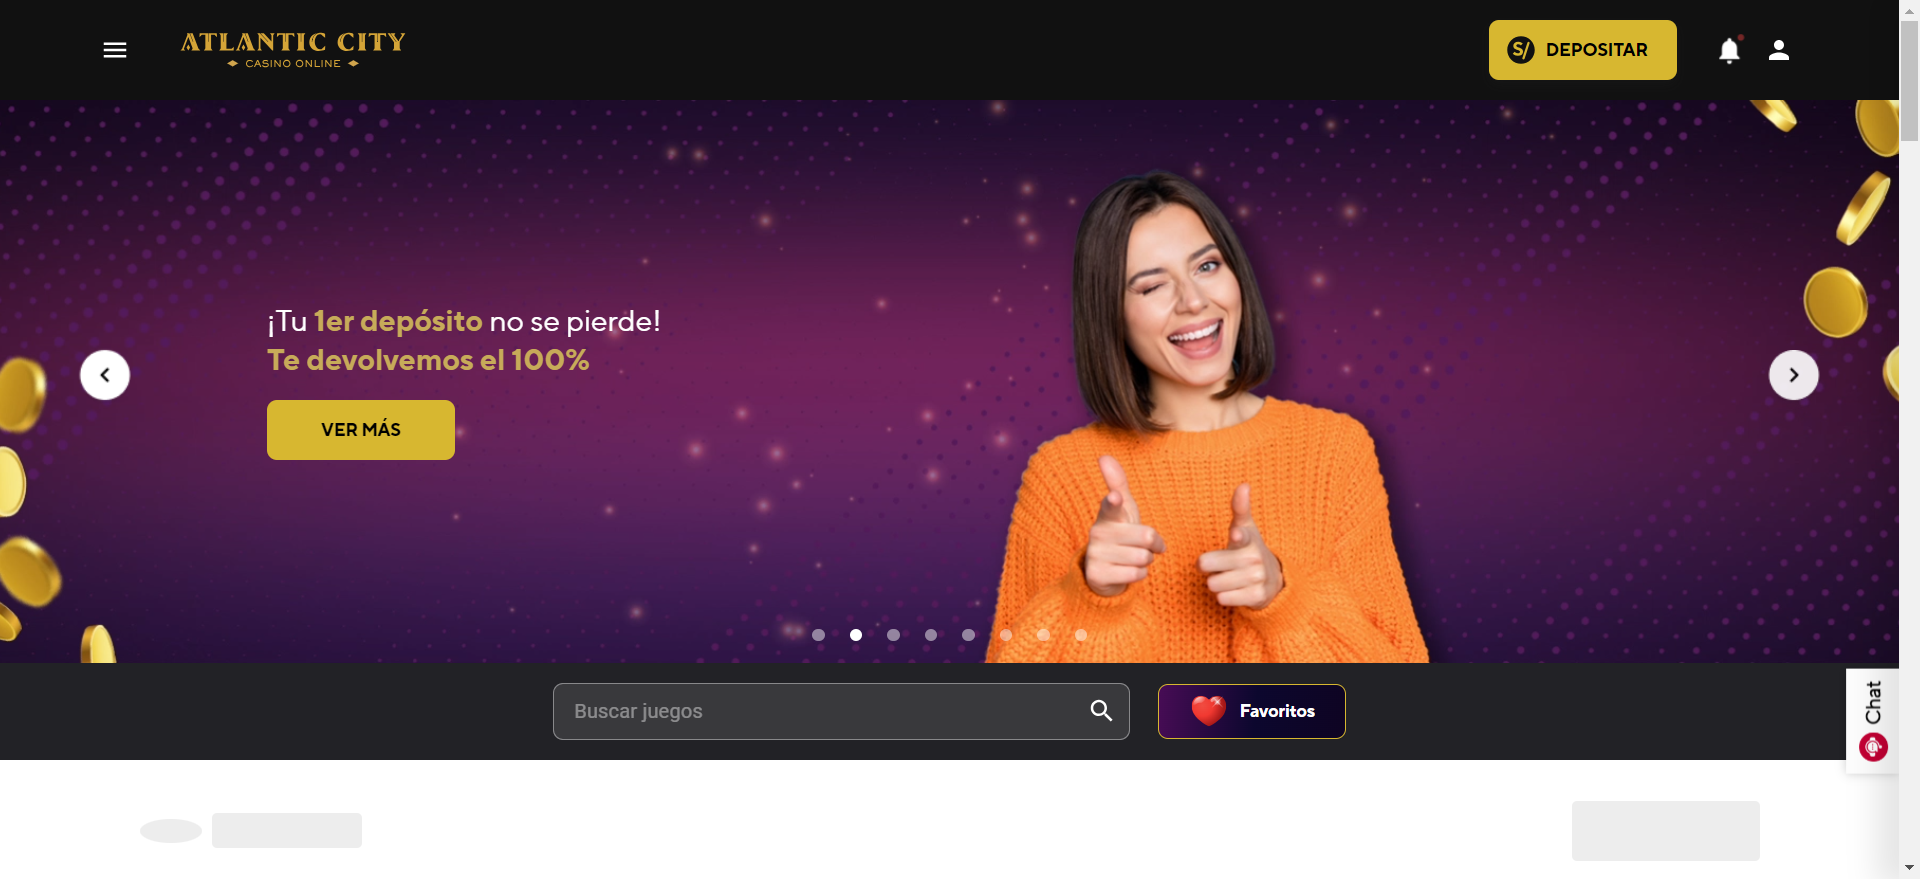 ATLANTIC CITY
CASINO ONLINE
S/ DEPOSITAR
¡Tu 1er depósito no se pierde!
Te devolvemos el 100%
VER MÁS
Buscar juegos
Favoritos
Chat